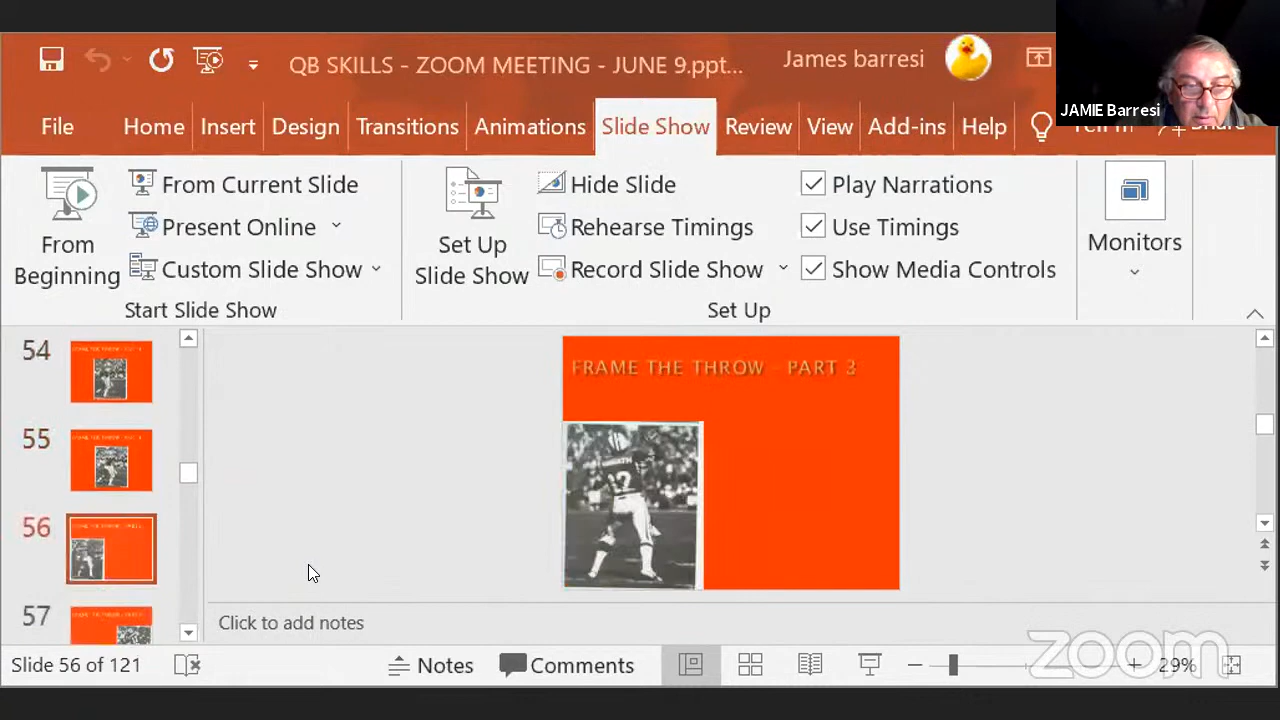 QB SKILLS - ZOOM MEETING - JUNE 9.ppt...
James barresi
JAMIE Barresi
File
Home
Insert
Design
Transitions
Animations
Slide Show
Review
View
Add-ins
Help
Share
From Beginning
From Current Slide
Present Online
Custom Slide Show
Start Slide Show
Set Up Slide Show
Hide Slide
Rehearse Timings
Record Slide Show
Play Narrations
Use Timings
Show Media Controls
Set Up
Monitors
54
55
56
57
FRAME THE THROW - PART 3
12
Click to add notes
zoom
Slide 56 of 121
Notes
Comments
29%